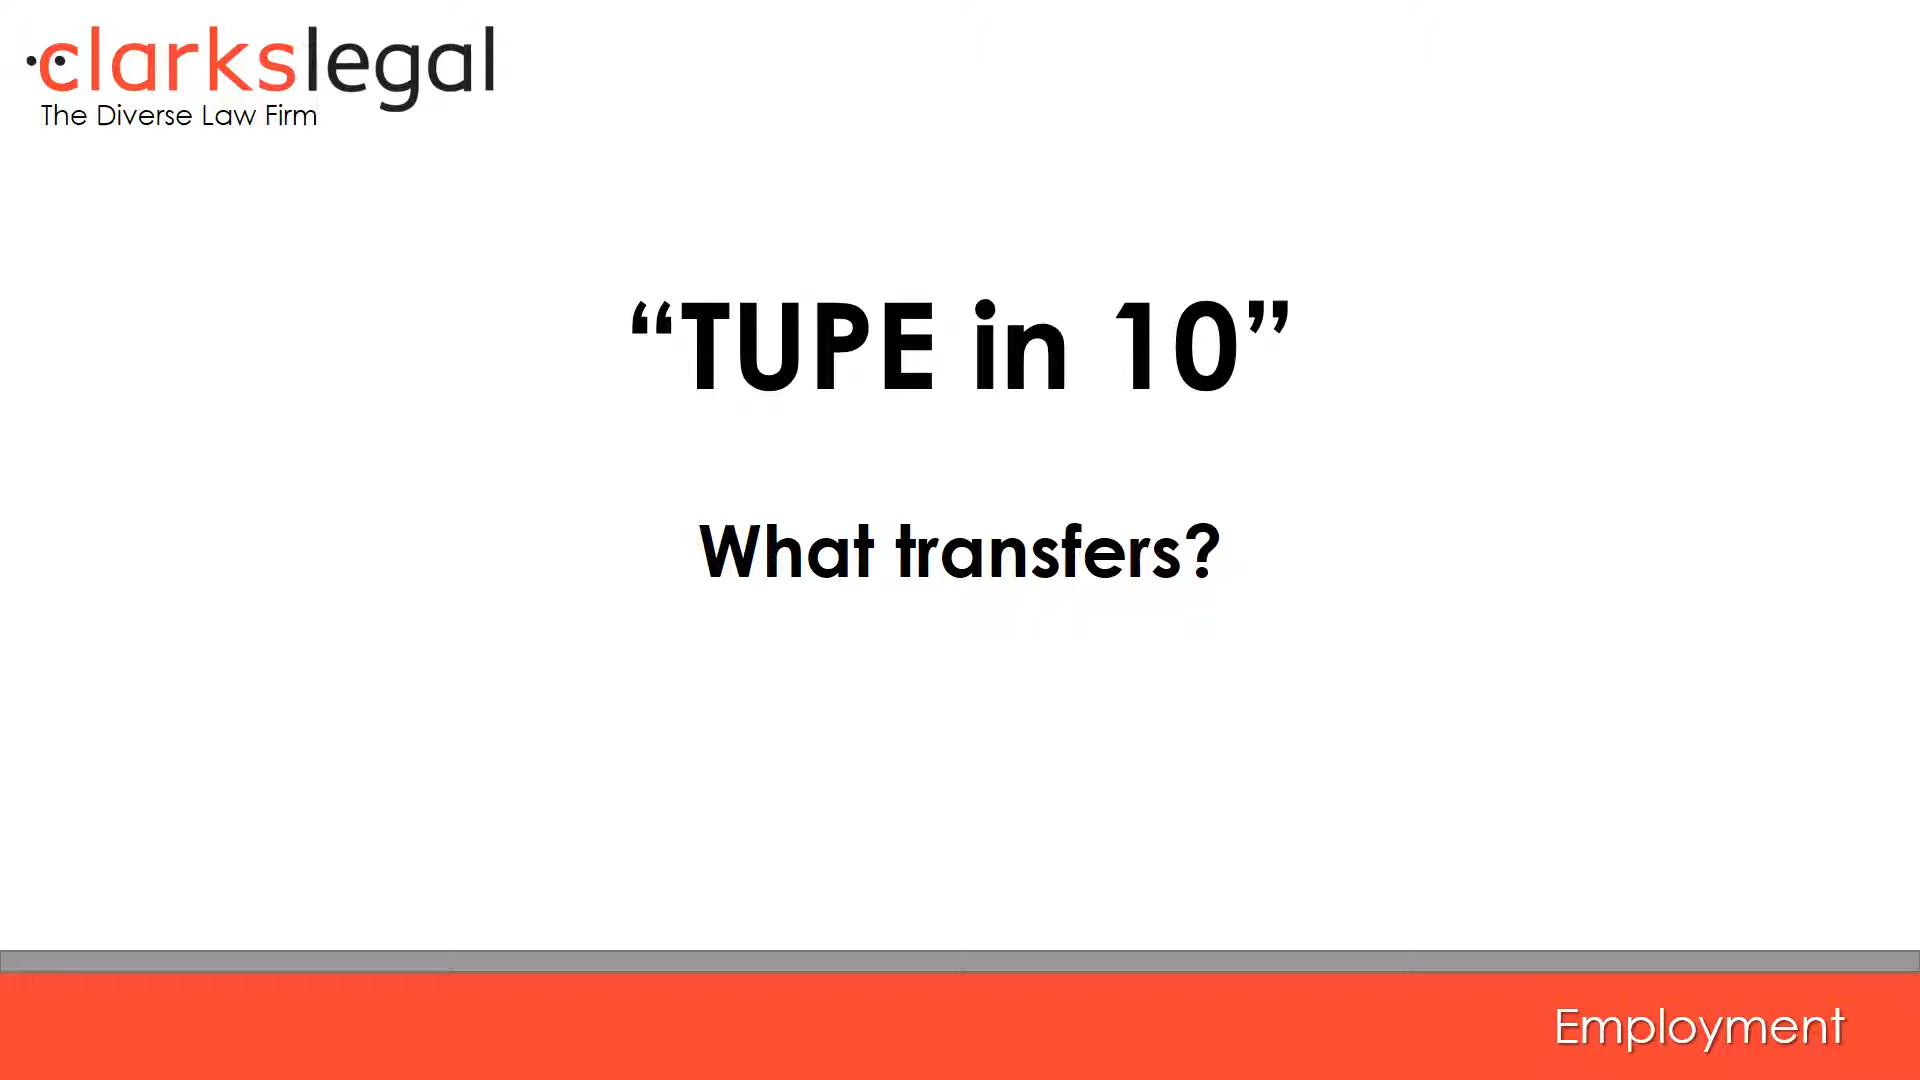 clarkslegal
The Diverse Law Firm
“TUPE in 10”
What transfers?
Employment